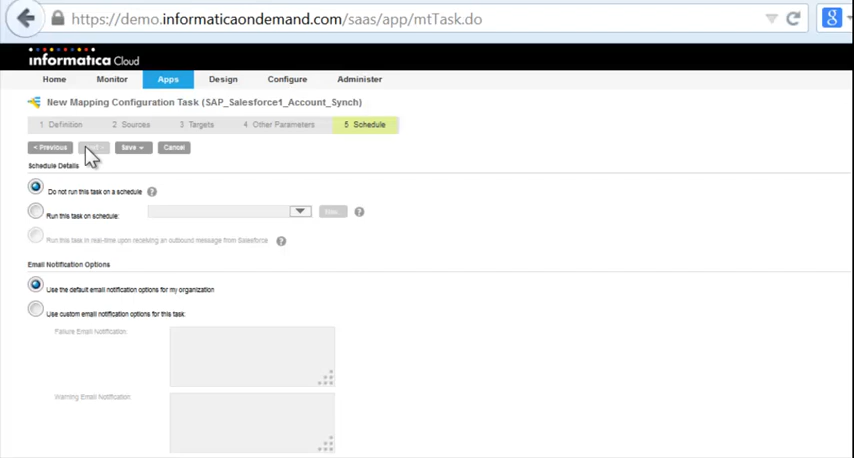 https://demo.informaticaondemand.com/saas/app/mtTask.do
8
informatica Cloud
Home Monitor Apps Design Configure Administer
New Mapping Configuration Task (SAP_Salesforce1_Account_Synch)
1 Definition 2 Sources 3 Targets 4 Other Parameters 5 Schedule
< Previous Save Cancel
Schedule Details
Do not run this task on a schedule ?
Run this task on schedule: ?
Run this task in real-time upon receiving an outbound message from Salesforce ?
Email Notification Options
Use the default email notification options for my organization
Use custom email notification options for this task:
Failure Email Notification:
Warning Email Notification: